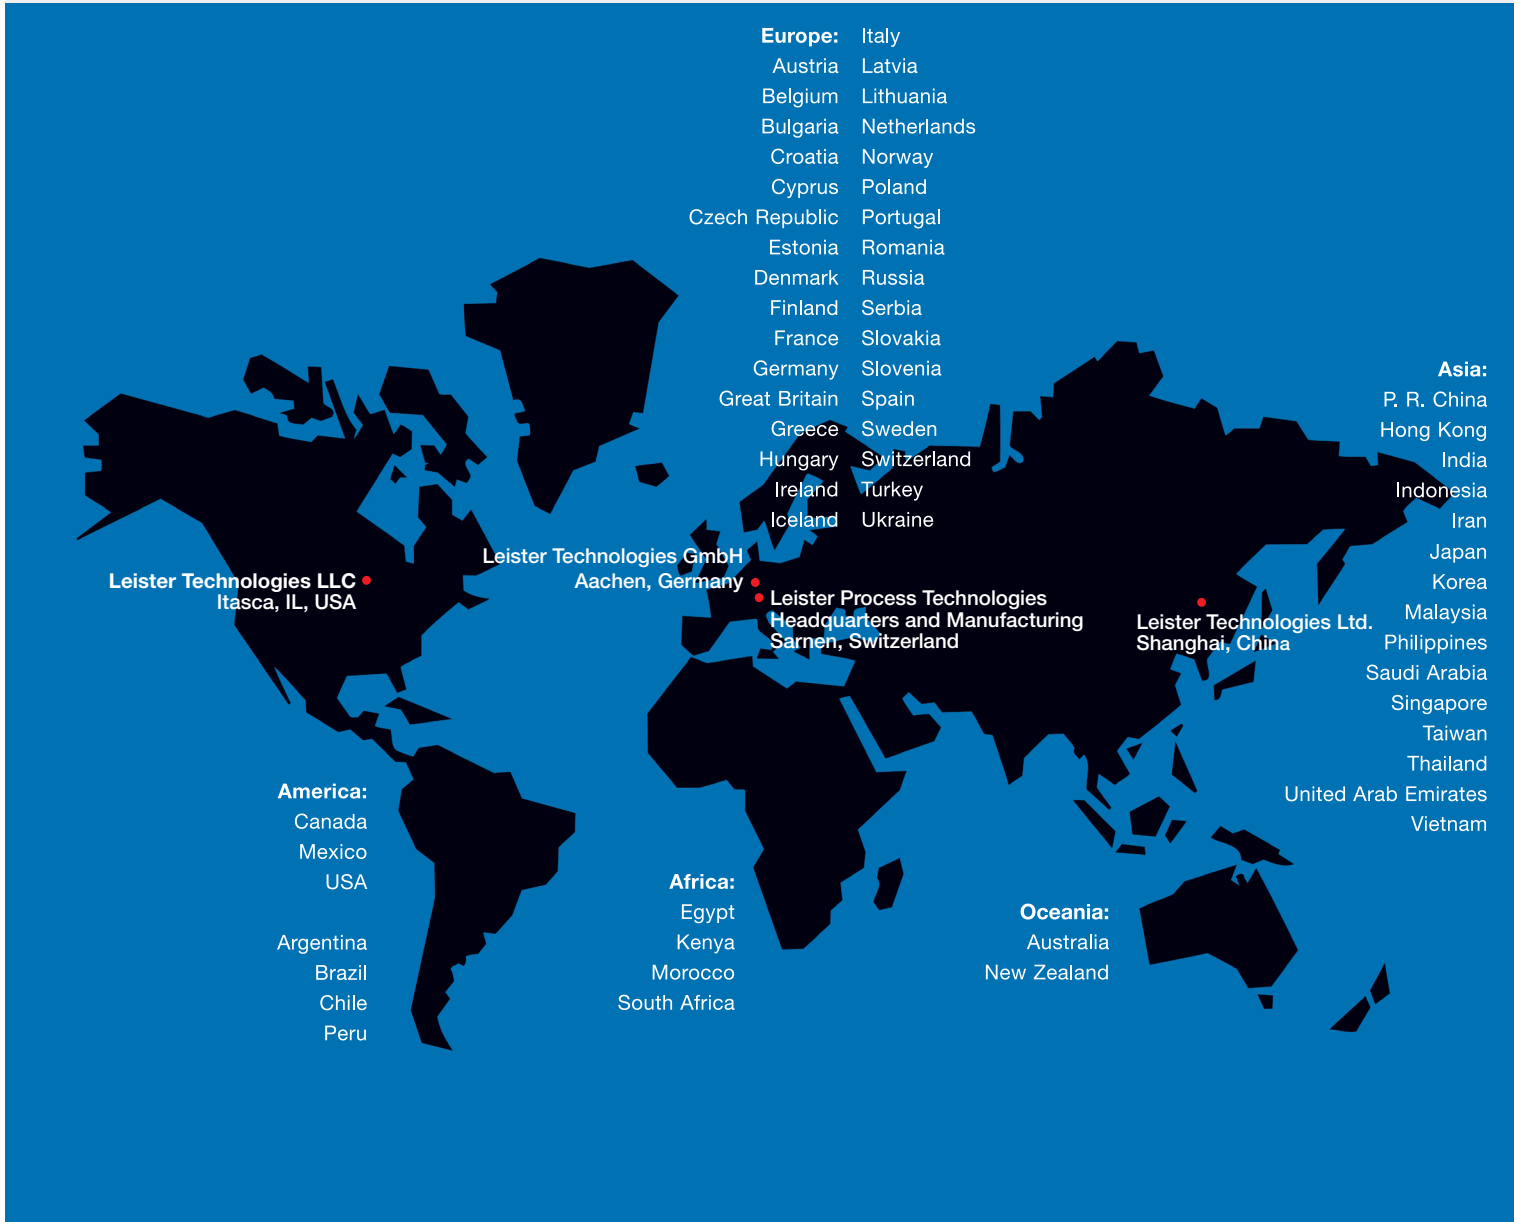 Europe:
Austria
Belgium
Bulgaria
Croatia
Cyprus
Czech Republic
Estonia
Denmark
Finland
France
Germany
Great Britain
Greece
Hungary
Ireland
Iceland
Italy
Latvia
Lithuania
Netherlands
Norway
Poland
Portugal
Romania
Russia
Serbia
Slovakia
Slovenia
Spain
Sweden
Switzerland
Turkey
Ukraine
Asia:
P. R. China
Hong Kong
India
Indonesia
Iran
Japan
Korea
Malaysia
Philippines
Saudi Arabia
Singapore
Taiwan
Thailand
United Arab Emirates
Vietnam
Leister Technologies LLC
Itasca, IL, USA
Leister Technologies GmbH
Aachen, Germany
Leister Process Technologies
Headquarters and Manufacturing
Sarnen, Switzerland
Leister Technologies Ltd.
Shanghai, China
America:
Canada
Mexico
USA
Argentina
Brazil
Chile
Peru
Africa:
Egypt
Kenya
Morocco
South Africa
Oceania:
Australia
New Zealand